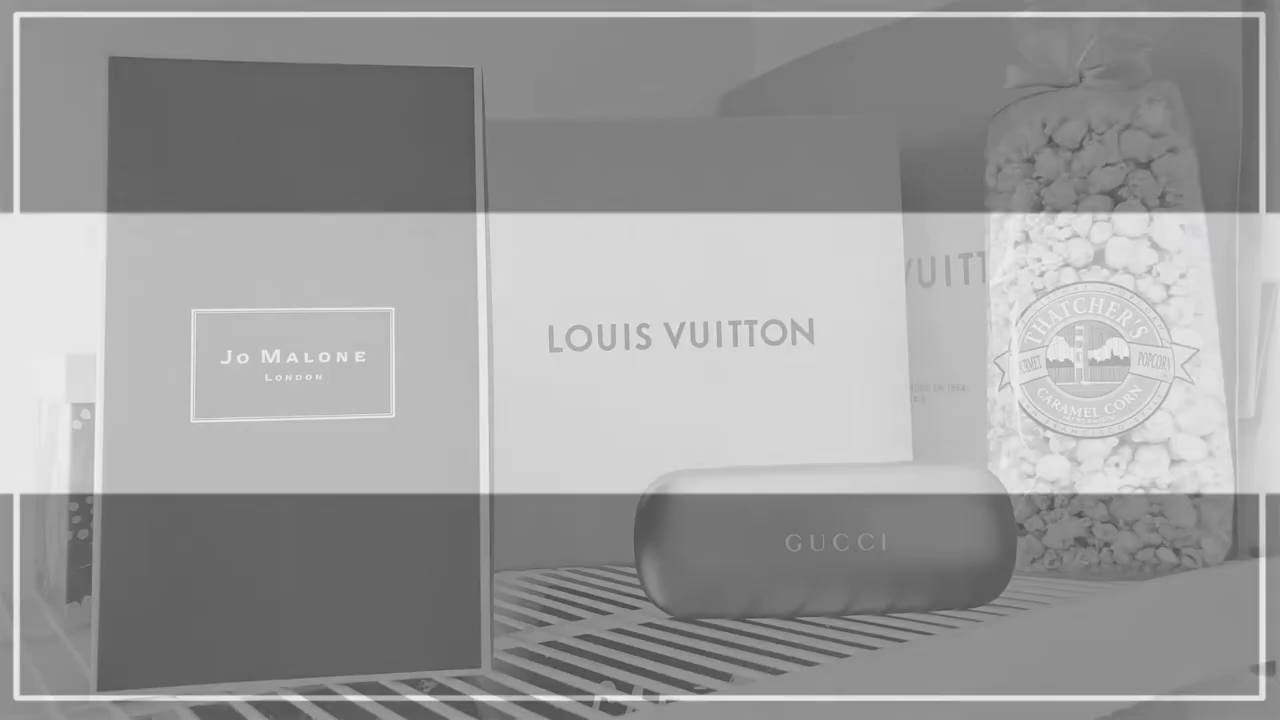 JO MALONE
LONDON
LOUIS VUITTON
VUITT
GUCCI
THATCHER'S
POPCORN
CARAMEL CORN